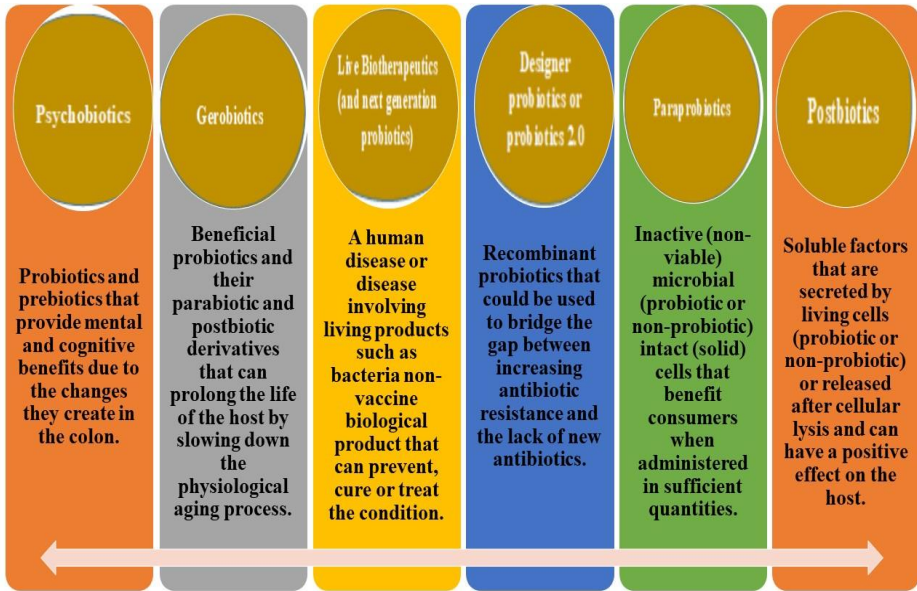 Psychobiotics
Probiotics and
prebiotics that
provide mental
and cognitive
benefits due to
the changes
they create in
the colon.
Gerobiotics
Beneficial
probiotics and
their
parabiotic and
postbiotic
derivatives
that can
prolong the life
of the host by
slowing down
the
physiological
aging process.
Live Biotherapeutics
(and next generation
probiotics)
A human
disease or
disease
involving
living products
such as
bacteria non-
vaccine
biological
product that
can prevent,
cure or treat
the condition.
Designer
probiotics or
probiotics 2.0
Recombinant
probiotics that
could be used
to bridge the
gap between
increasing
antibiotic
resistance and
the lack of new
antibiotics.
Paraprobiotics
Inactive (non-
viable)
microbial
(probiotic or
non-probiotic)
intact (solid)
cells that
benefit
consumers
when
administered
in sufficient
quantities.
Postbiotics
Soluble factors
that are
secreted by
living cells
(probiotic or
non-probiotic)
or released
after cellular
lysis and can
have a positive
effect on the
host.